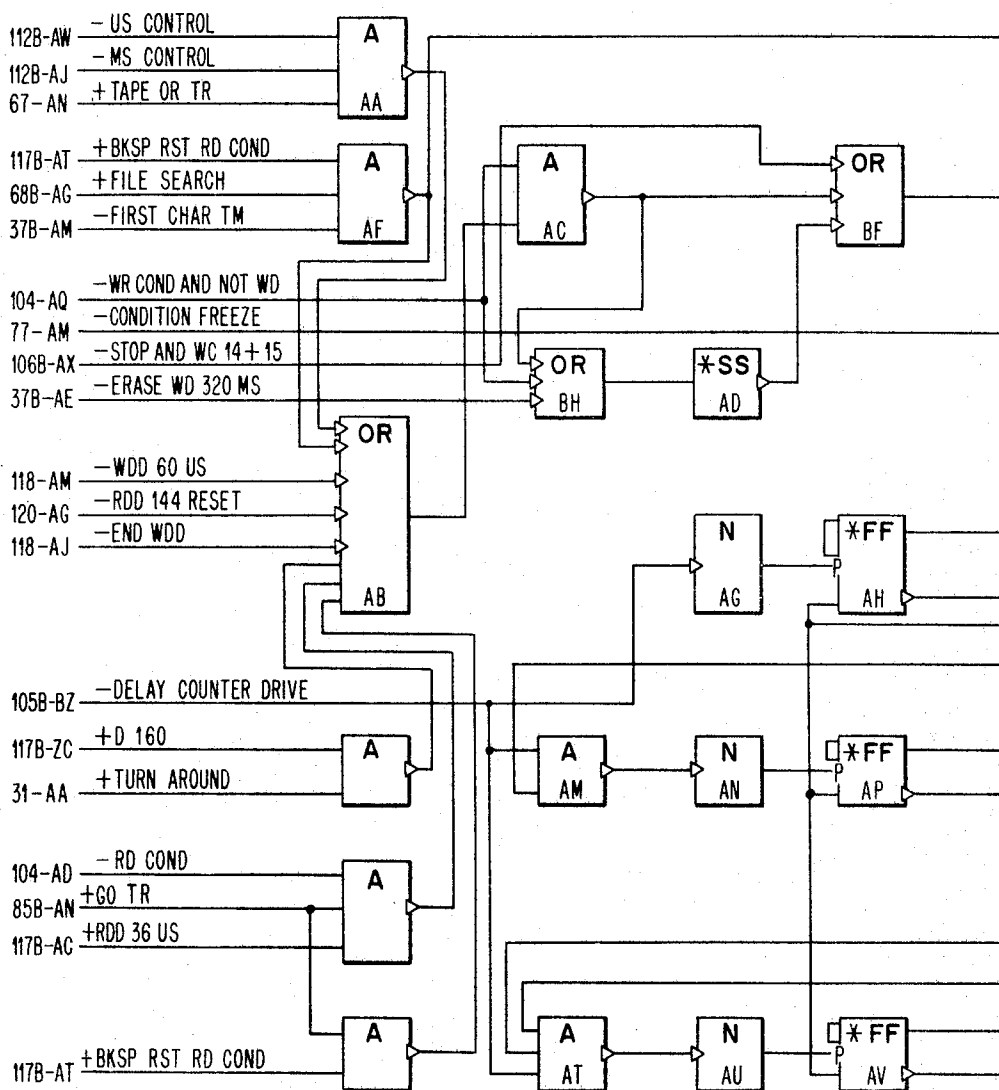 112B-AW -US CONTROL
112B-AJ -MS CONTROL
67-AN +TAPE OR TR
A
AA
117B-AT +BKSP RST RD COND
68B-AG +FILE SEARCH
37B-AM -FIRST CHAR TM
A
AF
A
AC
OR
BF
104-AQ -WR COND AND NOT WD
77-AM -CONDITION FREEZE
106B-AX -STOP AND WC 14+15
37B-AE -ERASE WD 320 MS
OR
BH
*SS
AD
OR
118-AM -WDD 60 US
120-AG -RDD 144 RESET
118-AJ -END WDD
AB
N
AG
*FF
P
AH
105B-BZ -DELAY COUNTER DRIVE
117B-ZC +D 160
31-AA +TURN AROUND
A
A
AM
N
AN
*FF
P
AP
104-AD -RD COND
85B-AN +GO TR
117B-AC +RDD 36 US
A
117B-AT +BKSP RST RD COND
A
A
AT
N
AU
*FF
P
AV